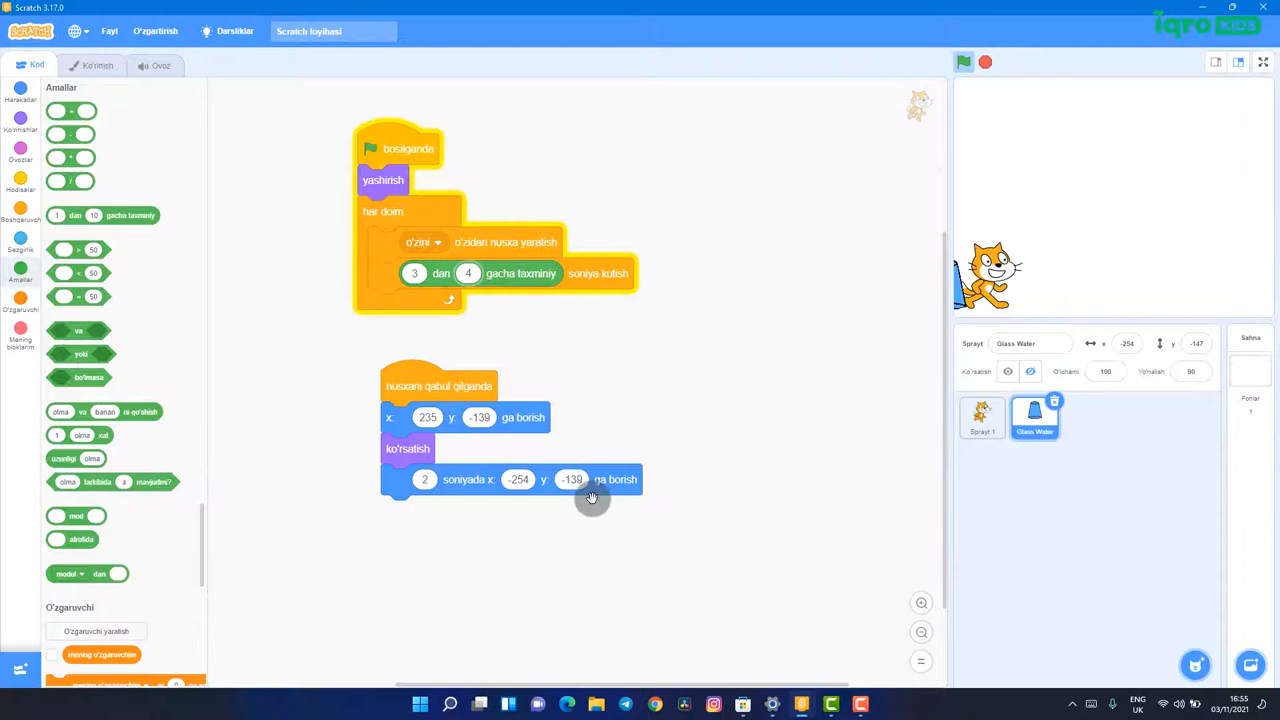 Scratch 3.17.0
iqro KIDS
SCRATCH
Fayl
O'zgartirish
Darsliklar
Scratch loyihasi
Kod
Ko'rinish
Ovoz
Harakatlar
Ko'rinishlar
Ovozlar
Hodisalar
Boshqaruvch
Sezgirlik
Amallar
O'zgaruvchi
Mening
bloklarim
Amallar
+
-
*
/
1 dan 10 gacha taxminiy
> 50
< 50
= 50
va
yoki
bo'lmasa
olma va banan ni qo'shish
1 olma xat
uzunligi olma
olma tarkibida a mavjudmi?
mod
atrofida
modul dan
O'zgaruvchi
O'zgaruvchi yaratish
mening o'zgaruvchim
bosilganda
yashirish
har doim
o'zini o'zidan nusxa yaratish
3 dan 4 gacha taxminiy soniya kutish
nusxani qabul qilganda
x: 235 y: -139 ga borish
ko'rsatish
2 soniyada x: -254 y: -139 ga borish
Sprayt Glass Water x -254 y -147
Ko'rsatish O'lchami 100 Yo'nalish 90
Sprayt 1
Glass Water
Sahna
Fonlar
1
ENG
UK
16:55
03/11/2021